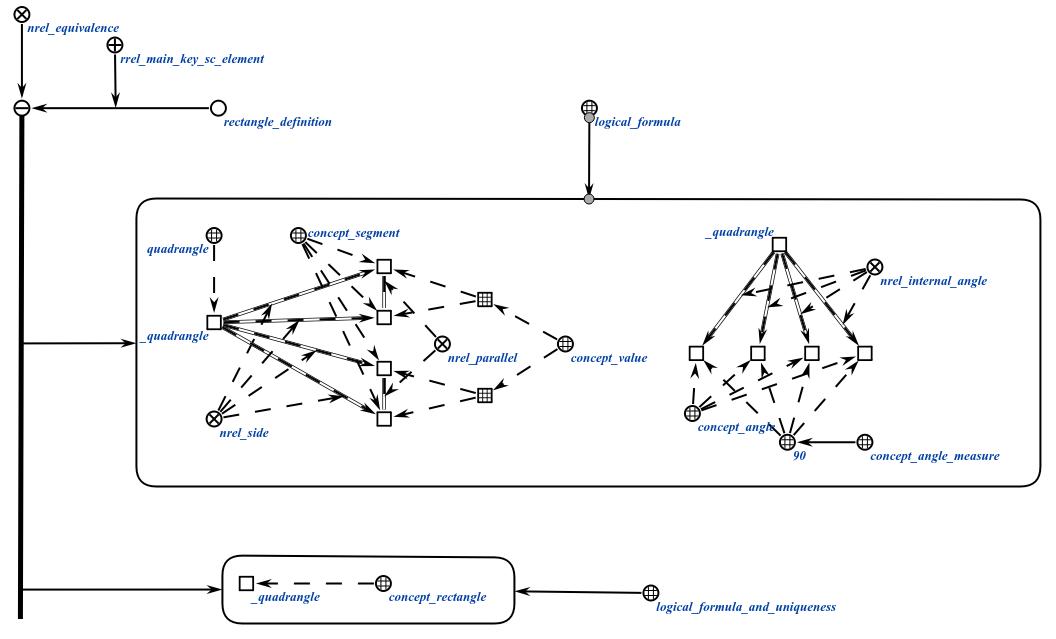 nrel_equivalence
rrel_main_key_sc_element
rectangle_definition
logical_formula
quadrangle
concept_segment
_quadrangle
nrel_internal_angle
_quadrangle
nrel_parallel
concept_value
nrel_side
concept_angle
90
concept_angle_measure
_quadrangle
concept_rectangle
logical_formula_and_uniqueness